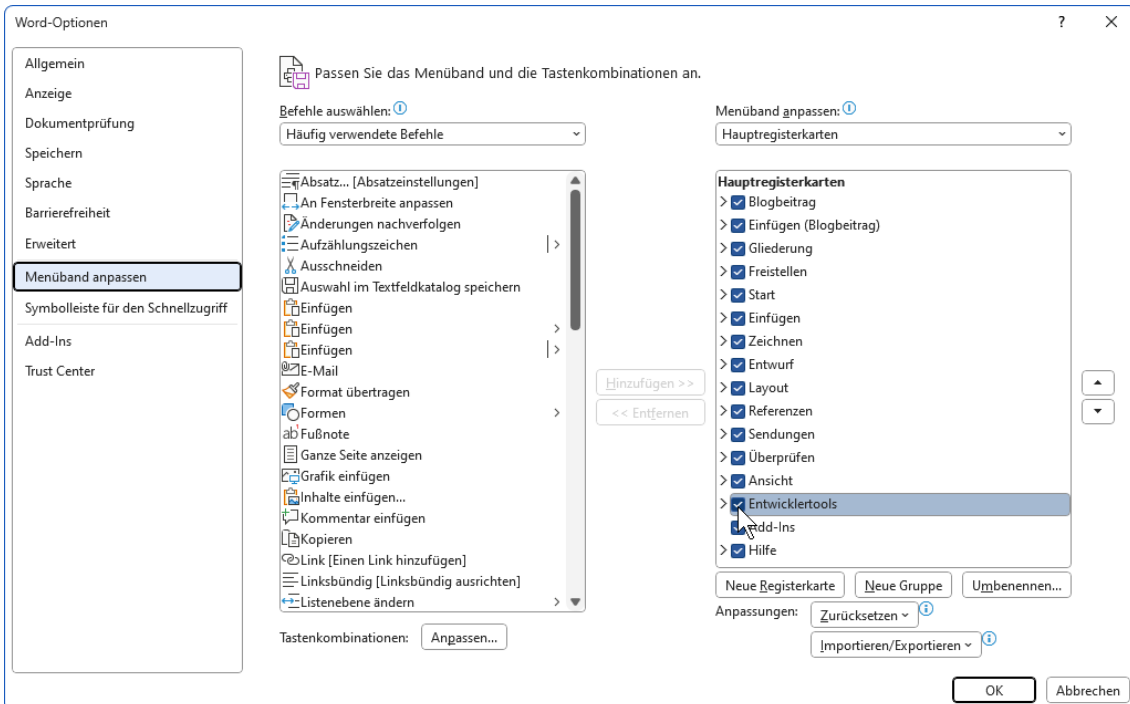 Word-Optionen
?
Allgemein
Anzeige
Dokumentprüfung
Speichern
Sprache
Barrierefreiheit
Erweitert
Menüband anpassen
Symbolleiste für den Schnellzugriff
Add-Ins
Trust Center
Passen Sie das Menüband und die Tastenkombinationen an.
Befehle auswählen:
Häufig verwendete Befehle
Absatz... [Absatzeinstellungen]
An Fensterbreite anpassen
Änderungen nachverfolgen
Aufzählungszeichen
Ausschneiden
Auswahl im Textfeldkatalog speichern
Einfügen
Einfügen
Einfügen
E-Mail
Format übertragen
Formen
Fußnote
Ganze Seite anzeigen
Grafik einfügen
Inhalte einfügen...
Kommentar einfügen
Kopieren
Link [Einen Link hinzufügen]
Linksbündig [Linksbündig ausrichten]
Listenebene ändern
Tastenkombinationen:
Anpassen...
Hinzufügen >>
<< Entfernen
Menüband anpassen:
Hauptregisterkarten
Hauptregisterkarten
Blogbeitrag
Einfügen (Blogbeitrag)
Gliederung
Freistellen
Start
Einfügen
Zeichnen
Entwurf
Layout
Referenzen
Sendungen
Überprüfen
Ansicht
Entwicklertools
Add-Ins
Hilfe
Neue Registerkarte
Neue Gruppe
Umbenennen...
Anpassungen:
Zurücksetzen
Importieren/Exportieren
OK
Abbrechen